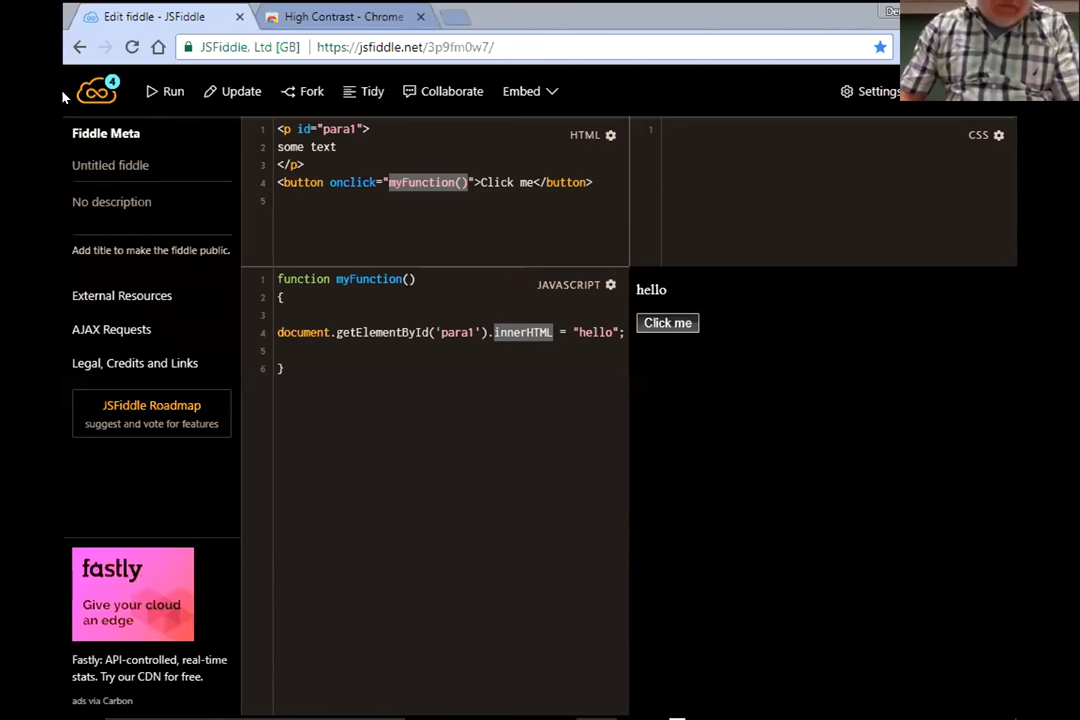 Edit fiddle - JSFiddle
High Contrast - Chrome
JSFiddle, Ltd [GB] https://jsfiddle.net/3p9fm0w7/
4 Run Update Fork Tidy Collaborate Embed Settings
Fiddle Meta
Untitled fiddle
No description
Add title to make the fiddle public.
External Resources
AJAX Requests
Legal, Credits and Links
JSFiddle Roadmap
suggest and vote for features
fastly
Give your cloud
an edge
Fastly: API-controlled, real-time
stats. Try our CDN for free.
ads via Carbon
HTML
1 <p id="para1">
2 some text
3 </p>
4 <button onclick="myFunction()">Click me</button>
5
1 CSS
JAVASCRIPT
1 function myFunction()
2 {
3
4 document.getElementById('para1').innerHTML = "hello";
5
6 }
hello
Click me